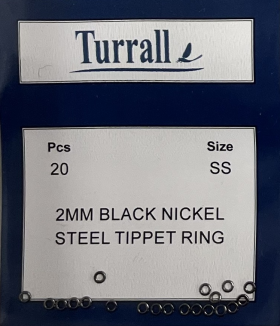 Turrall
Pcs Size
20 SS
2MM BLACK NICKEL
STEEL TIPPET RING